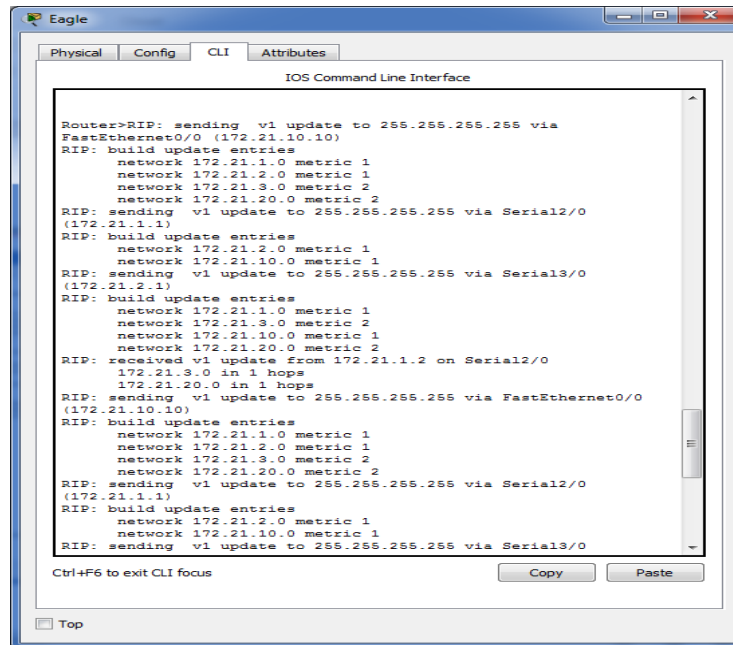 Eagle
Physical Config CLI Attributes
IOS Command Line Interface
Router>RIP: sending  v1 update to 255.255.255.255 via
FastEthernet0/0 (172.21.10.10)
RIP: build update entries
      network 172.21.1.0 metric 1
      network 172.21.2.0 metric 1
      network 172.21.3.0 metric 2
      network 172.21.20.0 metric 2
RIP: sending  v1 update to 255.255.255.255 via Serial2/0
(172.21.1.1)
RIP: build update entries
      network 172.21.2.0 metric 1
      network 172.21.10.0 metric 1
RIP: sending  v1 update to 255.255.255.255 via Serial3/0
(172.21.2.1)
RIP: build update entries
      network 172.21.1.0 metric 1
      network 172.21.3.0 metric 2
      network 172.21.10.0 metric 1
      network 172.21.20.0 metric 2
RIP: received v1 update from 172.21.1.2 on Serial2/0
      172.21.3.0 in 1 hops
      172.21.20.0 in 1 hops
RIP: sending  v1 update to 255.255.255.255 via FastEthernet0/0
(172.21.10.10)
RIP: build update entries
      network 172.21.1.0 metric 1
      network 172.21.2.0 metric 1
      network 172.21.3.0 metric 2
      network 172.21.20.0 metric 2
RIP: sending  v1 update to 255.255.255.255 via Serial2/0
(172.21.1.1)
RIP: build update entries
      network 172.21.2.0 metric 1
      network 172.21.10.0 metric 1
RIP: sending  v1 update to 255.255.255.255 via Serial3/0
Ctrl+F6 to exit CLI focus
Copy Paste
Top